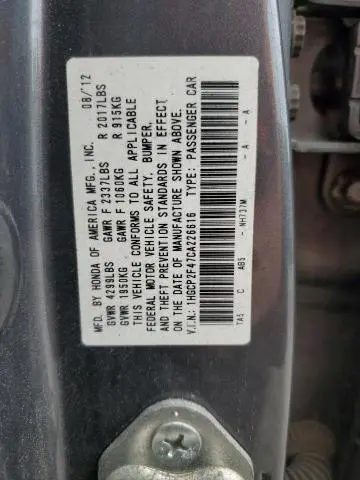 MFD. BY HONDA OF AMERICA MFG., INC. 08/'12
GVWR 4299LBS GAWR F 2337LBS R 2017LBS
GVWR 1950KG GAWR F 1060KG R 915KG
THIS VEHICLE CONFORMS TO ALL APPLICABLE
FEDERAL MOTOR VEHICLE SAFETY, BUMPER,
AND THEFT PREVENTION STANDARDS IN EFFECT
ON THE DATE OF MANUFACTURE SHOWN ABOVE.
V.I.N.: 1HGCP2F47CA226616 TYPE: PASSENGER CAR
-NH737M - A - A
TA5 C AB5